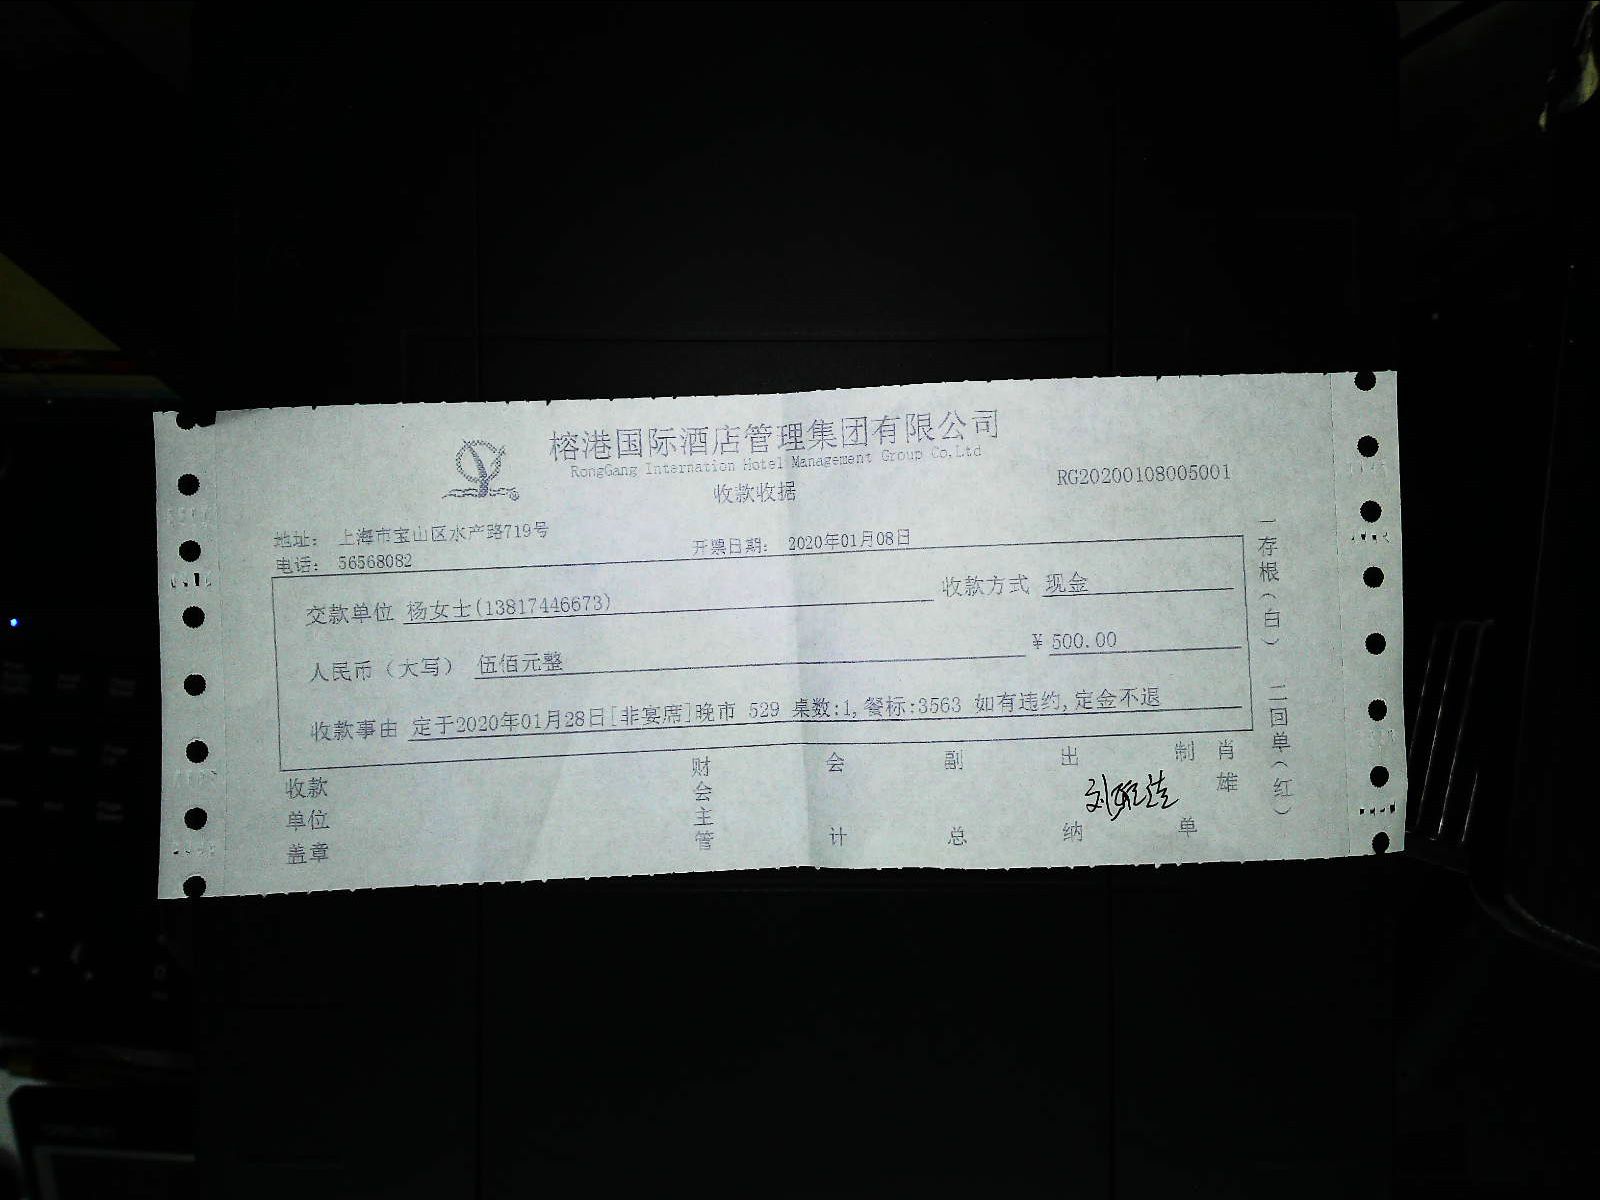 榕港国际酒店管理集团有限公司
RongGang Internation Hotel Management Group Co,Ltd
收款收据
RG20200108005001
地址： 上海市宝山区水产路719号
电话： 56568082
开票日期： 2020年01月08日
交款单位 杨女士(13817446673)
收款方式 现金
人民币（大写） 伍佰元整
¥ 500.00
收款事由 定于2020年01月28日[非宴席]晚市 529 桌数:1,餐标:3563 如有违约,定金不退
一存根（白） 二回单（红）
收款单位盖章
财会主管
会计
副总
出纳
制单
肖雄